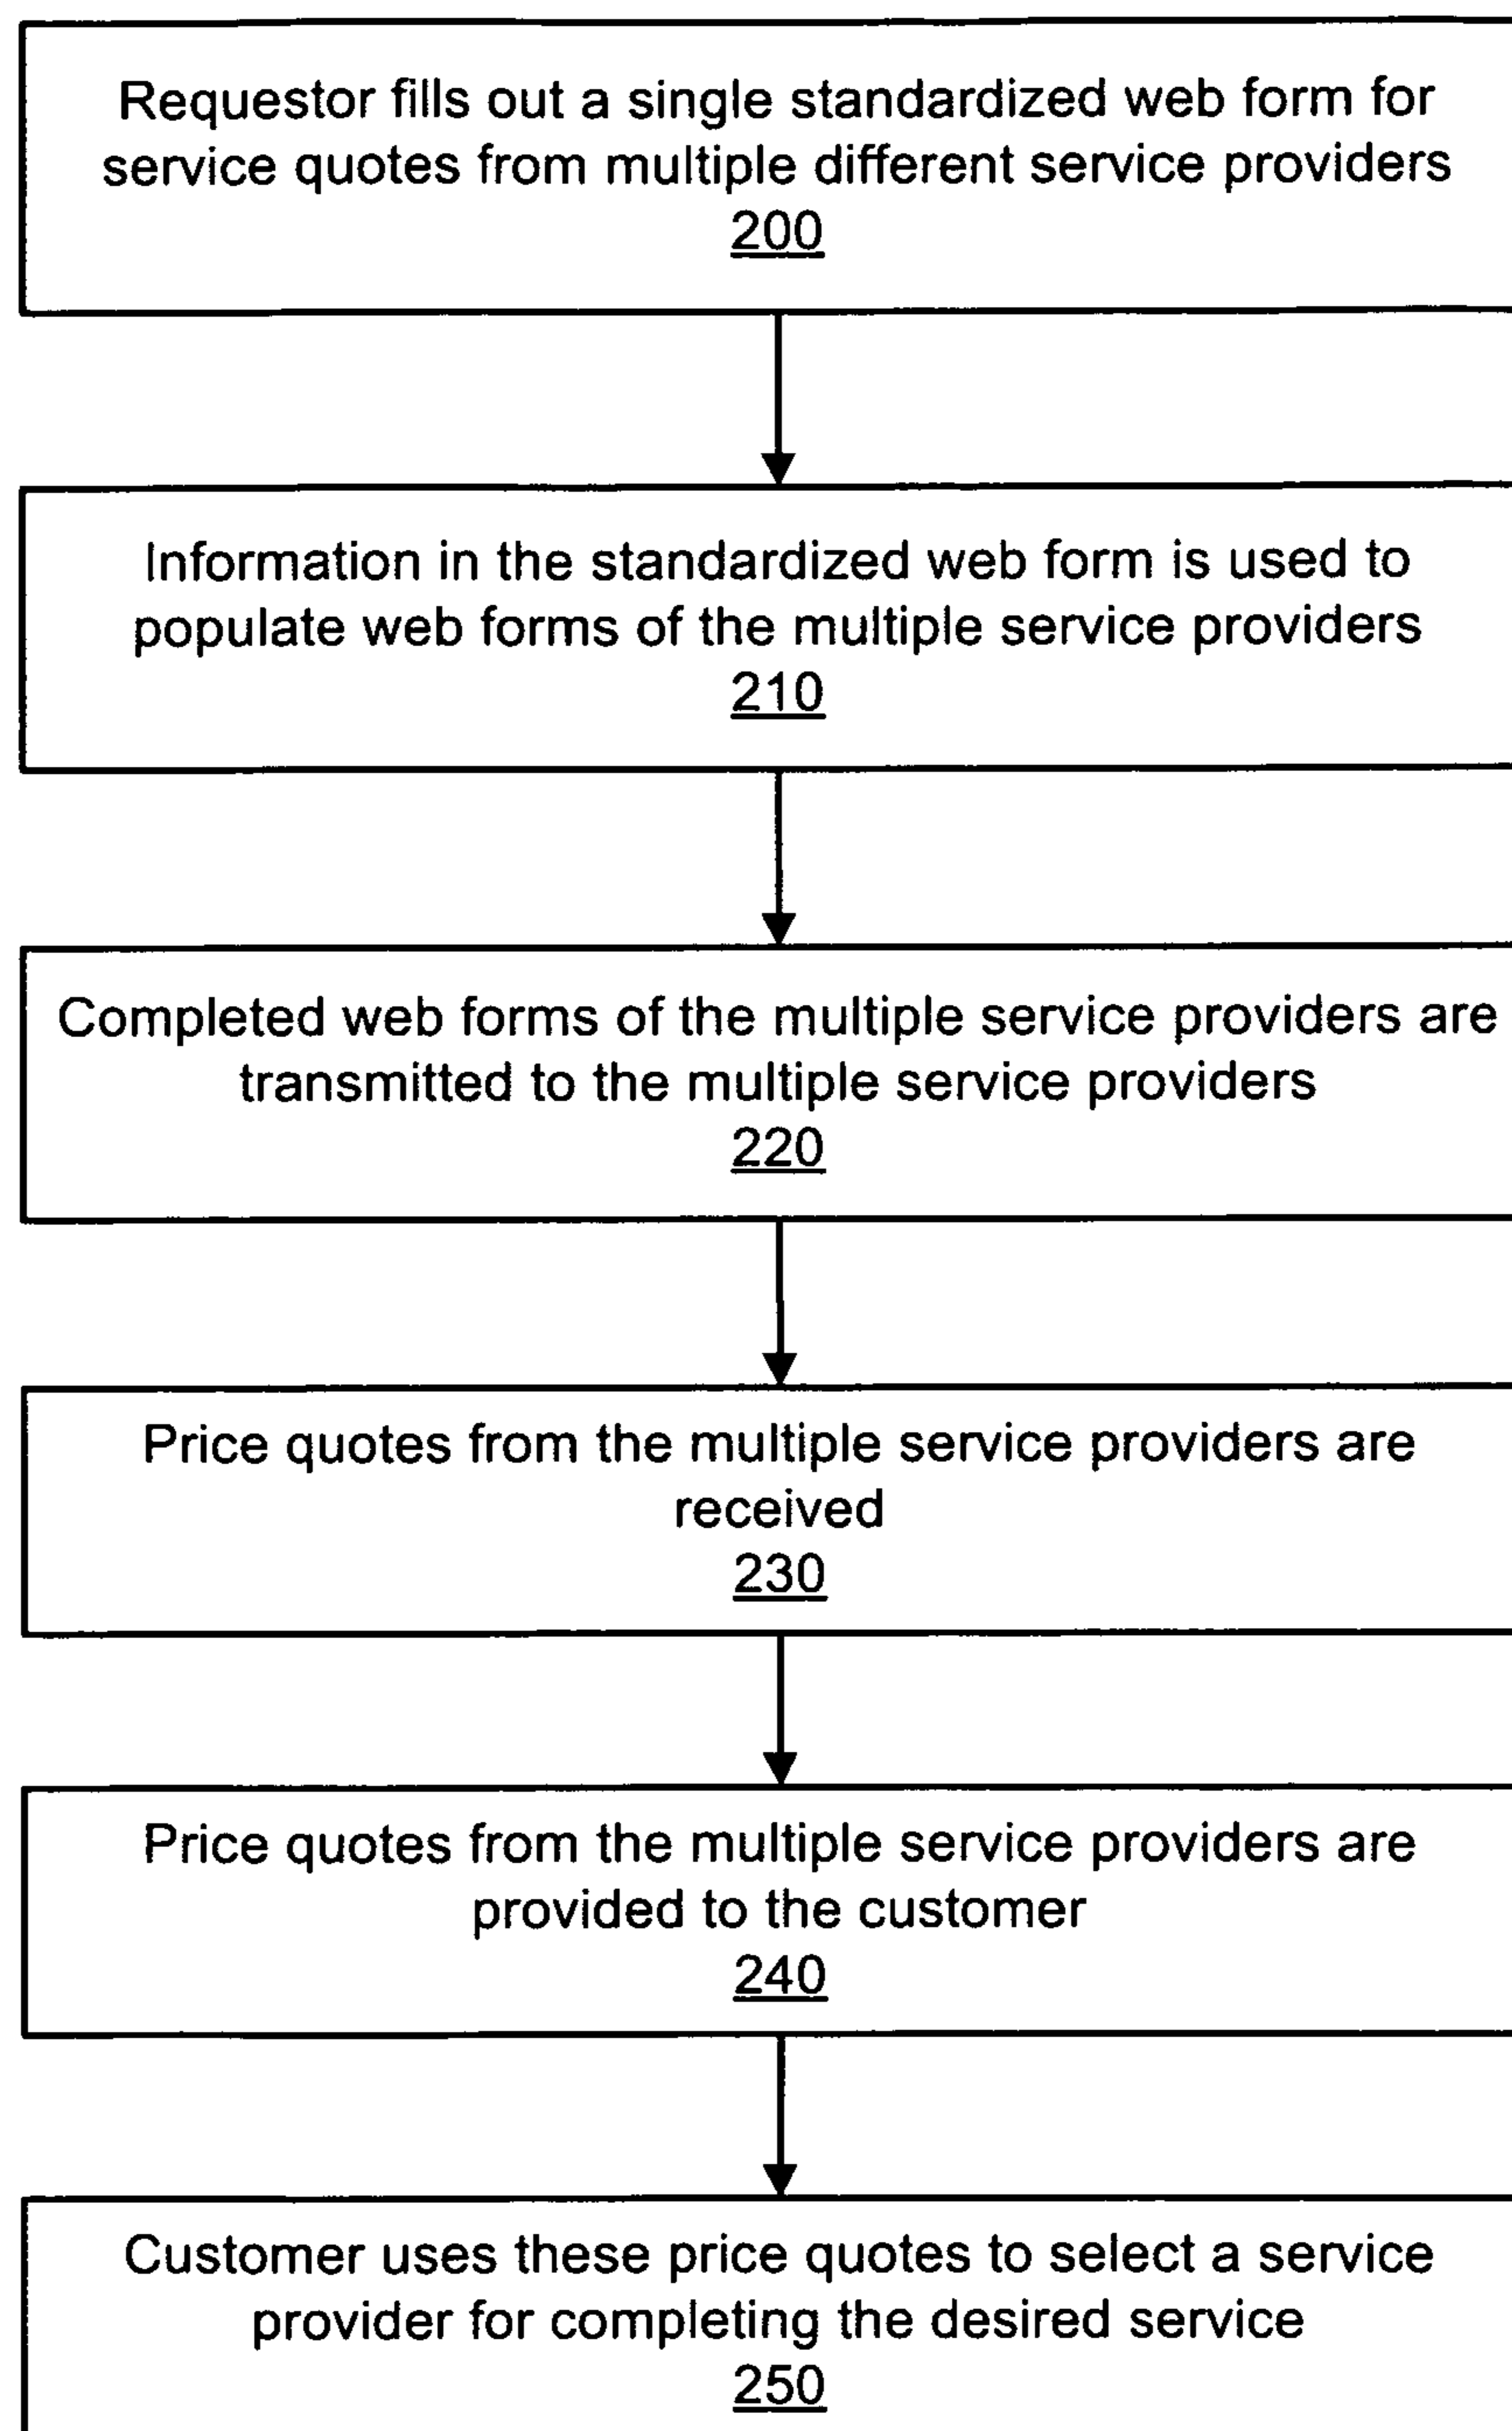 Requestor fills out a single standardized web form for
service quotes from multiple different service providers
200
Information in the standardized web form is used to
populate web forms of the multiple service providers
210
Completed web forms of the multiple service providers are
transmitted to the multiple service providers
220
Price quotes from the multiple service providers are
received
230
Price quotes from the multiple service providers are
provided to the customer
240
Customer uses these price quotes to select a service
provider for completing the desired service
250